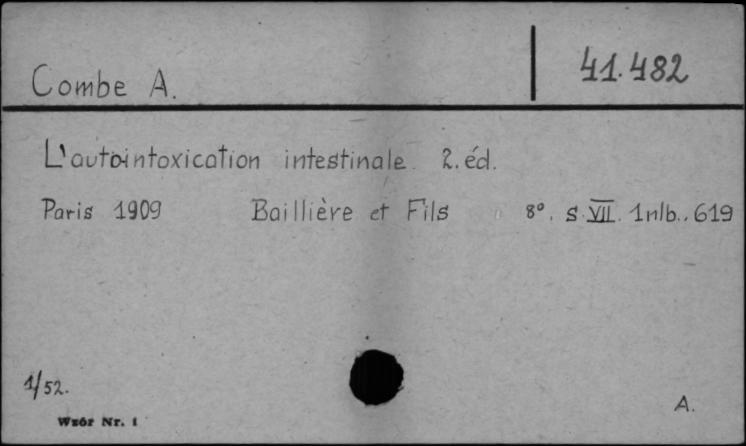 Combe A.
41.482
L'autointoxication intestinale. 2. éd.
Paris 1909 Baillière et Fils 8°. s. VII. 1nlb., 619
1/52.
Wzór Nr. 1
A.